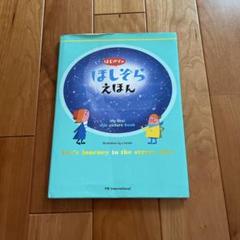 はじめての
ほしぞら
えほん
My first
star picture book
Let's Journey to the starry sky!
PIE International